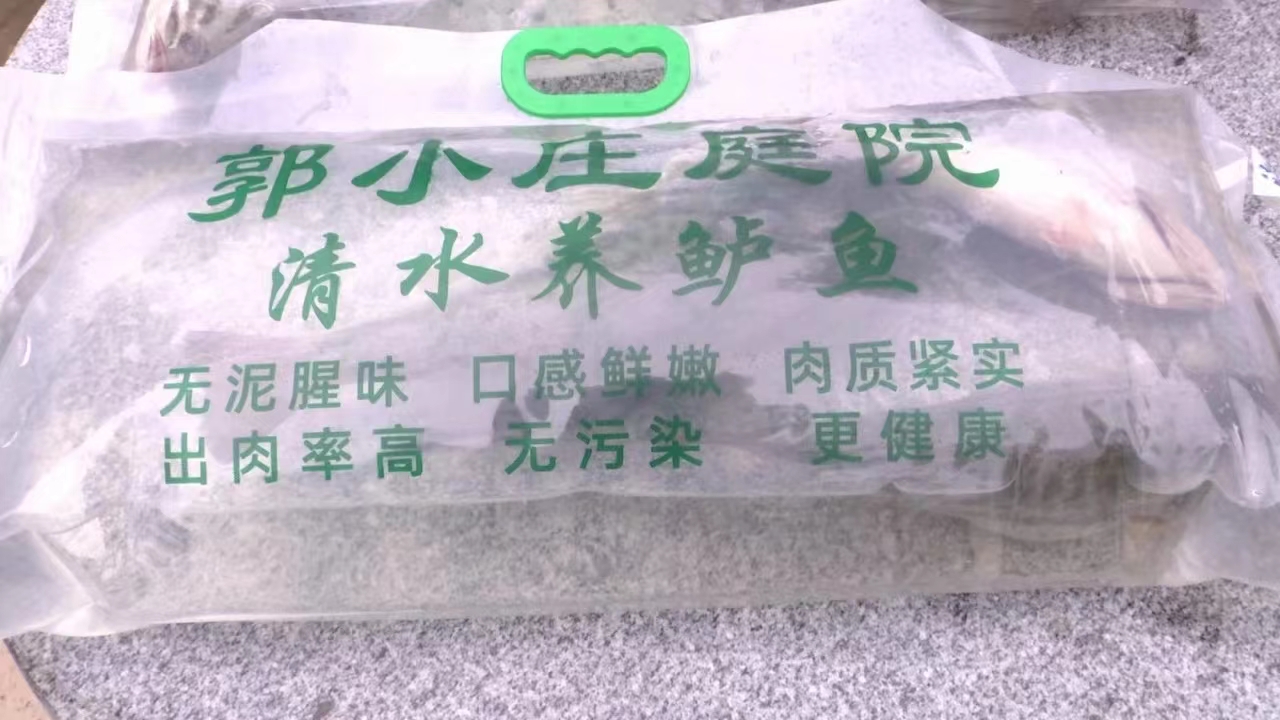 郭小庄庭院
清水养鲈鱼
无泥腥味 口感鲜嫩 肉质紧实
出肉率高 无污染 更健康